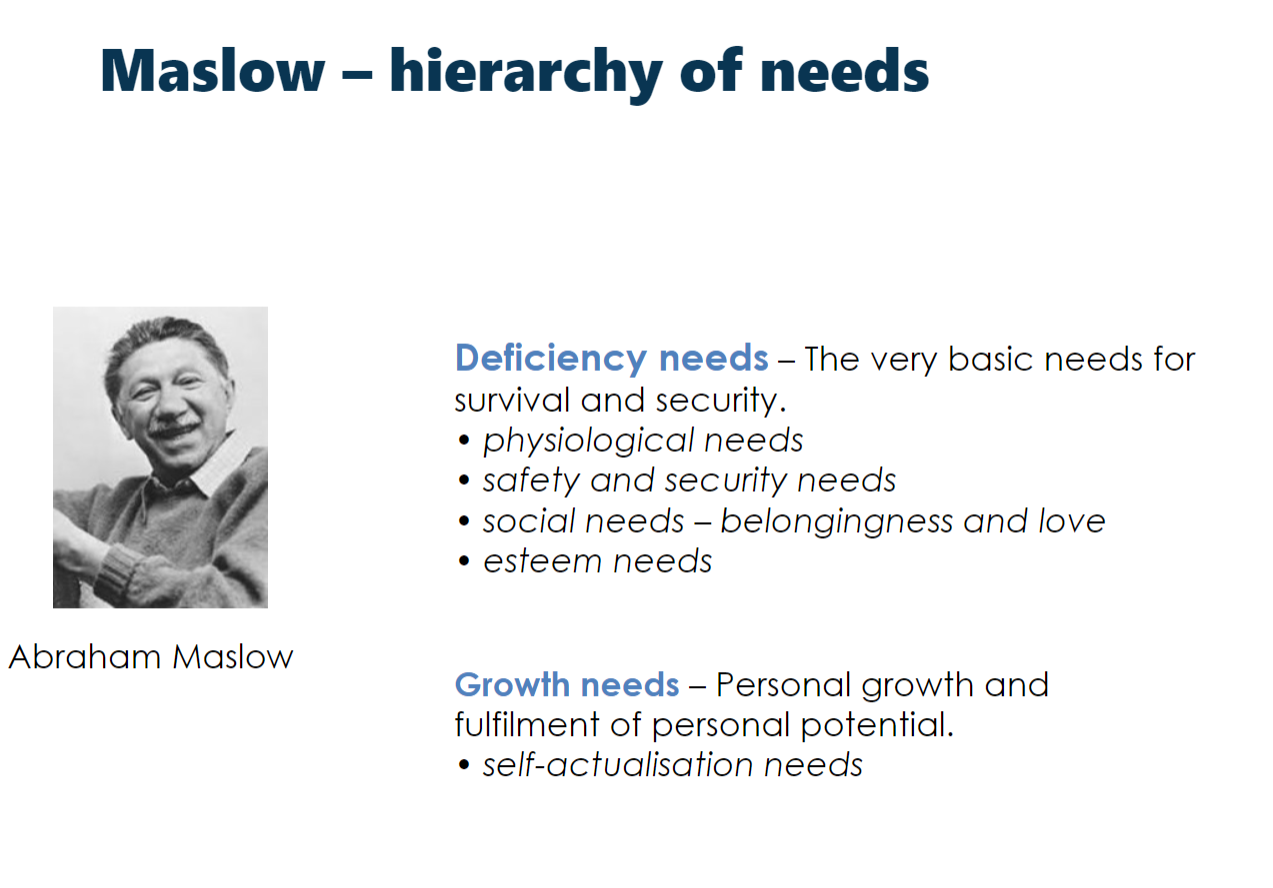 Maslow – hierarchy of needs
Deficiency needs – The very basic needs for
survival and security.
• physiological needs
• safety and security needs
• social needs – belongingness and love
• esteem needs
Abraham Maslow
Growth needs – Personal growth and
fulfilment of personal potential.
• self-actualisation needs